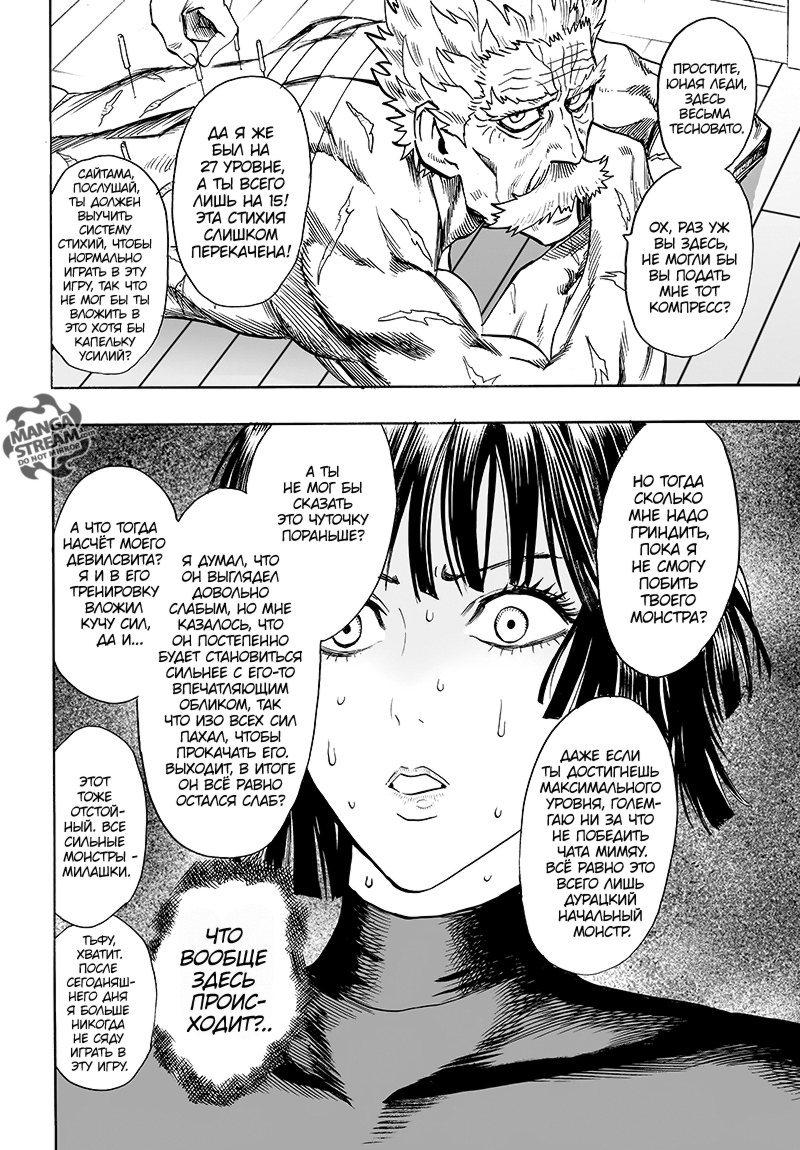 ПРОСТИТЕ,
ЮНАЯ ЛЕДИ,
ЗДЕСЬ
ВЕСЬМА
ТЕСНОВАТО.
ОХ, РАЗ УЖ
ВЫ ЗДЕСЬ,
НЕ МОГЛИ БЫ
ВЫ ПОДАТЬ
МНЕ ТОТ
КОМПРЕСС?
ДА Я ЖЕ
БЫЛ НА
27 УРОВНЕ,
А ТЫ ВСЕГО
ЛИШЬ НА 15!
ЭТА СТИХИЯ
СЛИШКОМ
ПЕРЕКАЧЕНА!
САЙТАМА,
ПОСЛУШАЙ,
ТЫ ДОЛЖЕН
ВЫУЧИТЬ
СИСТЕМУ
СТИХИЙ, ЧТОБЫ
НОРМАЛЬНО
ИГРАТЬ В ЭТУ
ИГРУ, ТАК ЧТО
НЕ МОГ БЫ ТЫ
ВЛОЖИТЬ В
ЭТО ХОТЯ БЫ
КАПЕЛЬКУ
УСИЛИЙ?
MANGA
STREAM
DO NOT MIRROR
НО ТОГДА
СКОЛЬКО
МНЕ НАДО
ГРИНДИТЬ,
ПОКА Я
НЕ СМОГУ
ПОБИТЬ
ТВОЕГО
МОНСТРА?
ДАЖЕ ЕСЛИ
ТЫ ДОСТИГНЕШЬ
МАКСИМАЛЬНОГО
УРОВНЯ, ГОЛЕМ-
ГАЮ НИ ЗА ЧТО
НЕ ПОБЕДИТЬ
ЧАТА МИМЯУ.
ВСЁ РАВНО ЭТО
ВСЕГО ЛИШЬ
ДУРАЦКИЙ
НАЧАЛЬНЫЙ
МОНСТР.
А ТЫ
НЕ МОГ БЫ
СКАЗАТЬ
ЭТО ЧУТОЧКУ
ПОРАНЬШЕ?
Я ДУМАЛ, ЧТО
ОН ВЫГЛЯДЕЛ
ДОВОЛЬНО
СЛАБЫМ, НО МНЕ
КАЗАЛОСЬ, ЧТО
ОН ПОСТЕПЕННО
БУДЕТ СТАНОВИТЬСЯ
СИЛЬНЕЕ С ЕГО-ТО
ВПЕЧАТЛЯЮЩИМ
ОБЛИКОМ, ТАК
ЧТО ИЗО ВСЕХ СИЛ
ПАХАЛ, ЧТОБЫ
ПРОКАЧАТЬ ЕГО.
ВЫХОДИТ, В ИТОГЕ
ОН ВСЁ РАВНО
ОСТАЛСЯ СЛАБ?
А ЧТО ТОГДА
НАСЧЁТ МОЕГО
ДЕВИЛСВИТА?
Я И В ЕГО
ТРЕНИРОВКУ
ВЛОЖИЛ
КУЧУ СИЛ,
ДА И...
ЭТОТ
ТОЖЕ
ОТСТОЙ-
НЫЙ. ВСЕ
СИЛЬНЫЕ
МОНСТРЫ -
МИЛАШКИ.
ЧТО
ВООБЩЕ
ЗДЕСЬ
ПРОИС-
ХОДИТ?..
ТЬФУ,
ХВАТИТ.
ПОСЛЕ
СЕГОДНЯШ-
НЕГО ДНЯ
Я БОЛЬШЕ
НИКОГДА
НЕ СЯДУ
ИГРАТЬ В
ЭТУ ИГРУ.